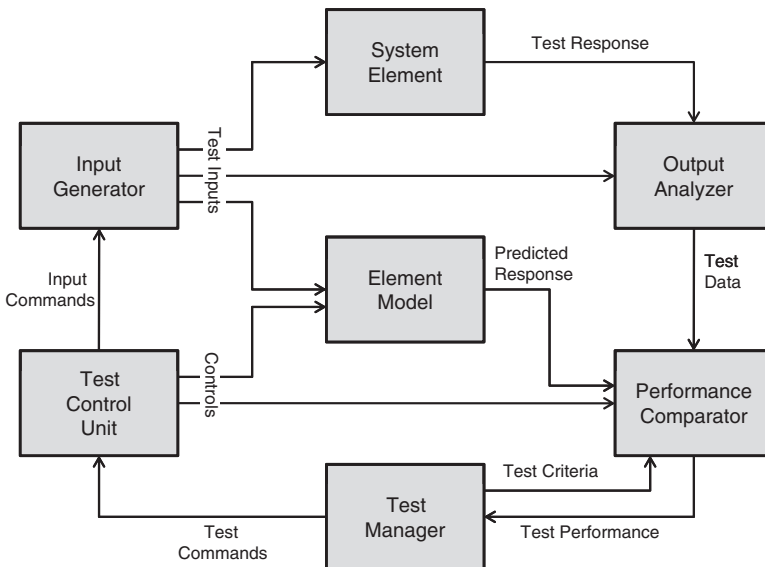 System
Element
Test Response
Input
Generator
Test Inputs
Output
Analyzer
Input
Commands
Element
Model
Predicted
Response
Test
Data
Test
Control
Unit
Controls
Performance
Comparator
Test
Manager
Test Criteria
Test Performance
Test
Commands